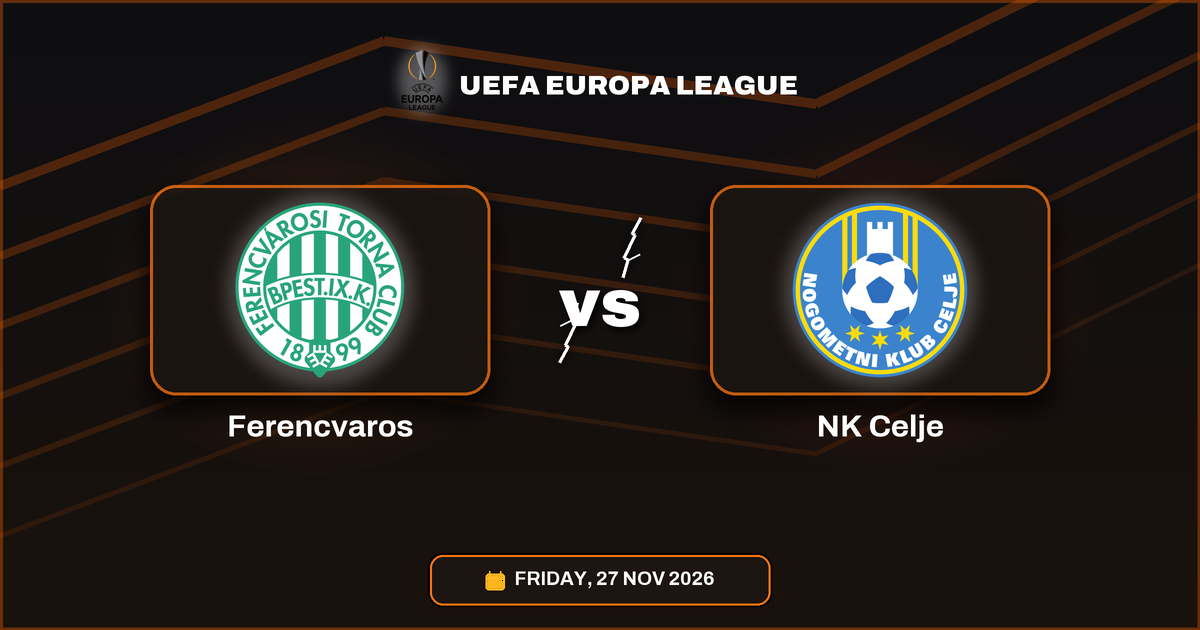 UEFA
EUROPA
LEAGUE
UEFA EUROPA LEAGUE
FERENCVÁROSI TORNA CLUB
BPEST.IX.K.
18 99
VS
NOGOMETNI KLUB CELJE
Ferencvaros
NK Celje
FRIDAY, 27 NOV 2026